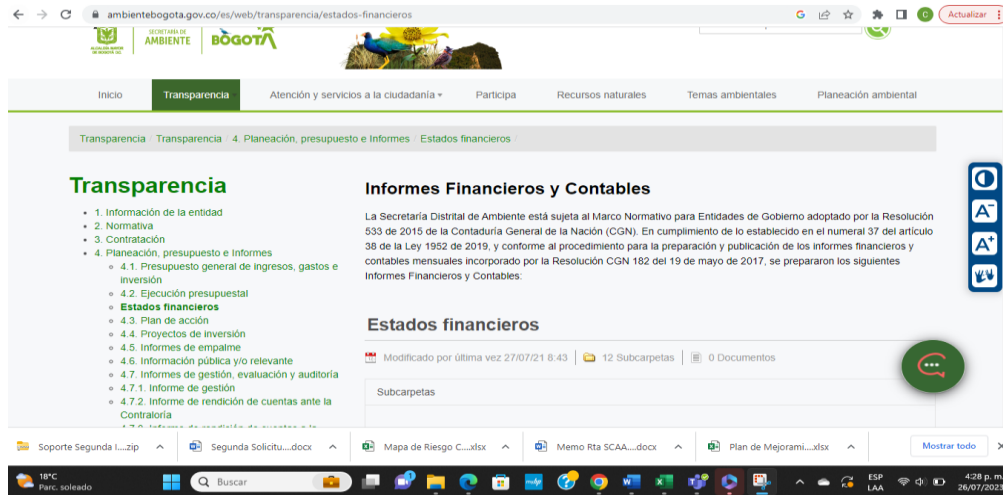 ambientebogota.gov.co/es/web/transparencia/estados-financieros
Actualizar
SECRETARÍA DE
AMBIENTE
BOGOTÁ
ALCALDÍA MAYOR
DE BOGOTÁ D.C.
Inicio
Transparencia
Atención y servicios a la ciudadanía
Participa
Recursos naturales
Temas ambientales
Planeación ambiental
Transparencia / Transparencia / 4. Planeación, presupuesto e Informes / Estados financieros /
Transparencia
1. Información de la entidad
2. Normativa
3. Contratación
4. Planeación, presupuesto e Informes
4.1. Presupuesto general de ingresos, gastos e
inversión
4.2. Ejecución presupuestal
Estados financieros
4.3. Plan de acción
4.4. Proyectos de inversión
4.5. Informes de empalme
4.6. Información pública y/o relevante
4.7. Informes de gestión, evaluación y auditoría
4.7.1. Informe de gestión
4.7.2. Informe de rendición de cuentas ante la
Contraloría
Informes Financieros y Contables
La Secretaría Distrital de Ambiente está sujeta al Marco Normativo para Entidades de Gobierno adoptado por la Resolución
533 de 2015 de la Contaduría General de la Nación (CGN). En cumplimiento de lo establecido en el numeral 37 del artículo
38 de la Ley 1952 de 2019, y conforme al procedimiento para la preparación y publicación de los informes financieros y
contables mensuales incorporado por la Resolución CGN 182 del 19 de mayo de 2017, se prepararon los siguientes
Informes Financieros y Contables:
Estados financieros
Modificado por última vez 27/07/21 8:43
12 Subcarpetas
0 Documentos
Subcarpetas
A-
A+
Soporte Segunda I....zip
Segunda Solicitu....docx
Mapa de Riesgo C....xlsx
Memo Rta SCAA....docx
Plan de Mejorami....xlsx
Mostrar todo
18°C
Parc. soleado
Buscar
ESP
LAA
4:28 p. m.
26/07/2023